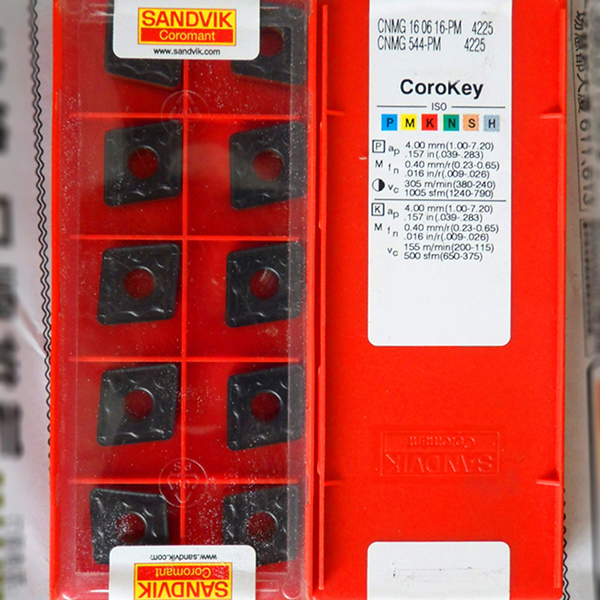 SANDVIK
Coromant
www.sandvik.com
CNMG 16 06 16-PM 4225
CNMG 544-PM 4225
CoroKey
ISO
P M K N S H
P ap 4.00 mm(1.00-7.20)
.157 in(.039-.283)
M fn 0.40 mm/r(0.23-0.65)
.016 in/r(.009-.026)
vc 305 m/min(380-240)
1005 sfm(1240-790)
K ap 4.00 mm(1.00-7.20)
.157 in(.039-.283)
M fn 0.40 mm/r(0.23-0.65)
.016 in/r(.009-.026)
vc 155 m/min(200-115)
500 sfm(650-375)
SANDVIK
Coromant
PS
www.sandvik.com
SANDVIK
Coromant